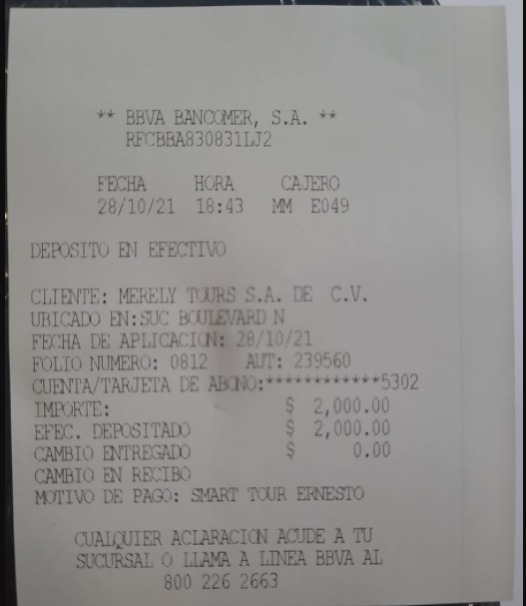 ** BBVA BANCOMER, S.A. **
RFCBBA830831LJ2
FECHA HORA CAJERO
28/10/21 18:43 MM E049
DEPOSITO EN EFECTIVO
CLIENTE: MERELY TOURS S.A. DE C.V.
UBICADO EN:SUC BOULEVARD N
FECHA DE APLICACION: 28/10/21
FOLIO NUMERO: 0812 AUT: 239560
CUENTA/TARJETA DE ABONO:************5302
IMPORTE: $ 2,000.00
EFEC. DEPOSITADO $ 2,000.00
CAMBIO ENTREGADO $ 0.00
CAMBIO EN RECIBO
MOTIVO DE PAGO: SMART TOUR ERNESTO
CUALQUIER ACLARACION ACUDE A TU
SUCURSAL O LLAMA A LINEA BBVA AL
800 226 2663